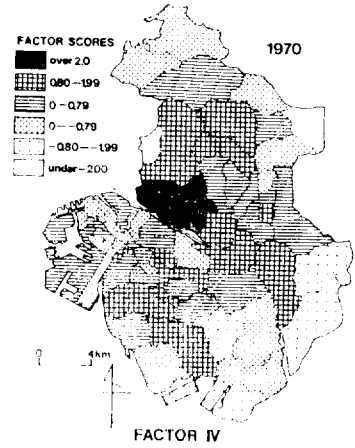 FACTOR SCORES
1970
over 2.0
0.80-1.99
0-0.79
0--0.79
-0.80--1.99
under-2.00
0 4km
FACTOR IV